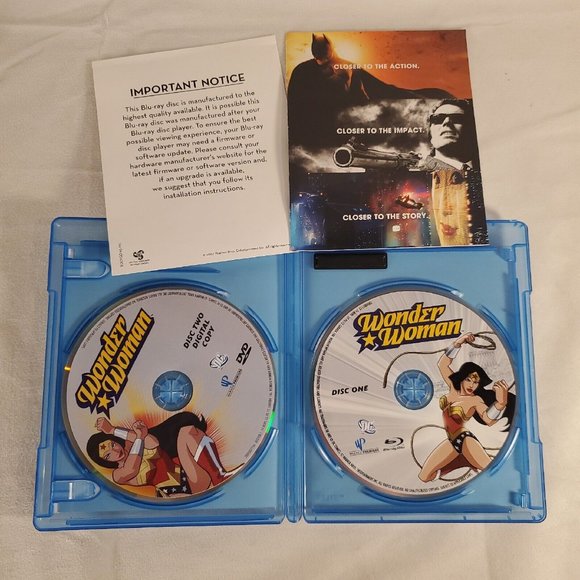 IMPORTANT NOTICE
This Blu-ray disc is manufactured to the
highest quality available. It is possible this
Blu-ray disc was manufactured after your
Blu-ray disc player. To ensure the best
possible viewing experience, your Blu-ray
disc player may need a firmware or
software update. Please consult your
hardware manufacturer's website for the
latest firmware or software version and,
if an upgrade is available,
we suggest that you follow its
installation instructions.
CLOSER TO THE ACTION.
CLOSER TO THE IMPACT.
CLOSER TO THE STORY.
Wonder
Woman
DISC TWO
DIGITAL
COPY
DC
DVD
Wonder
Woman
DISC ONE
DC
Blu-ray Disc